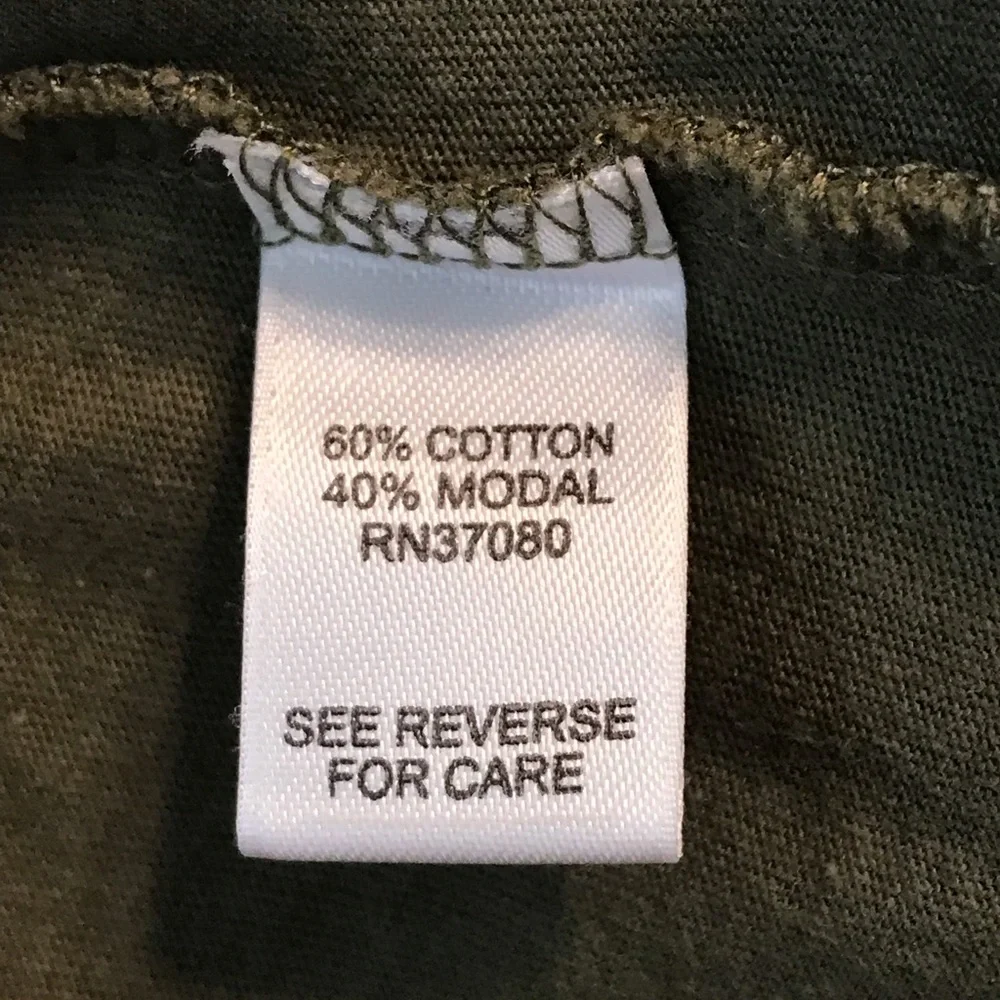 60% COTTON
40% MODAL
RN37080
SEE REVERSE
FOR CARE